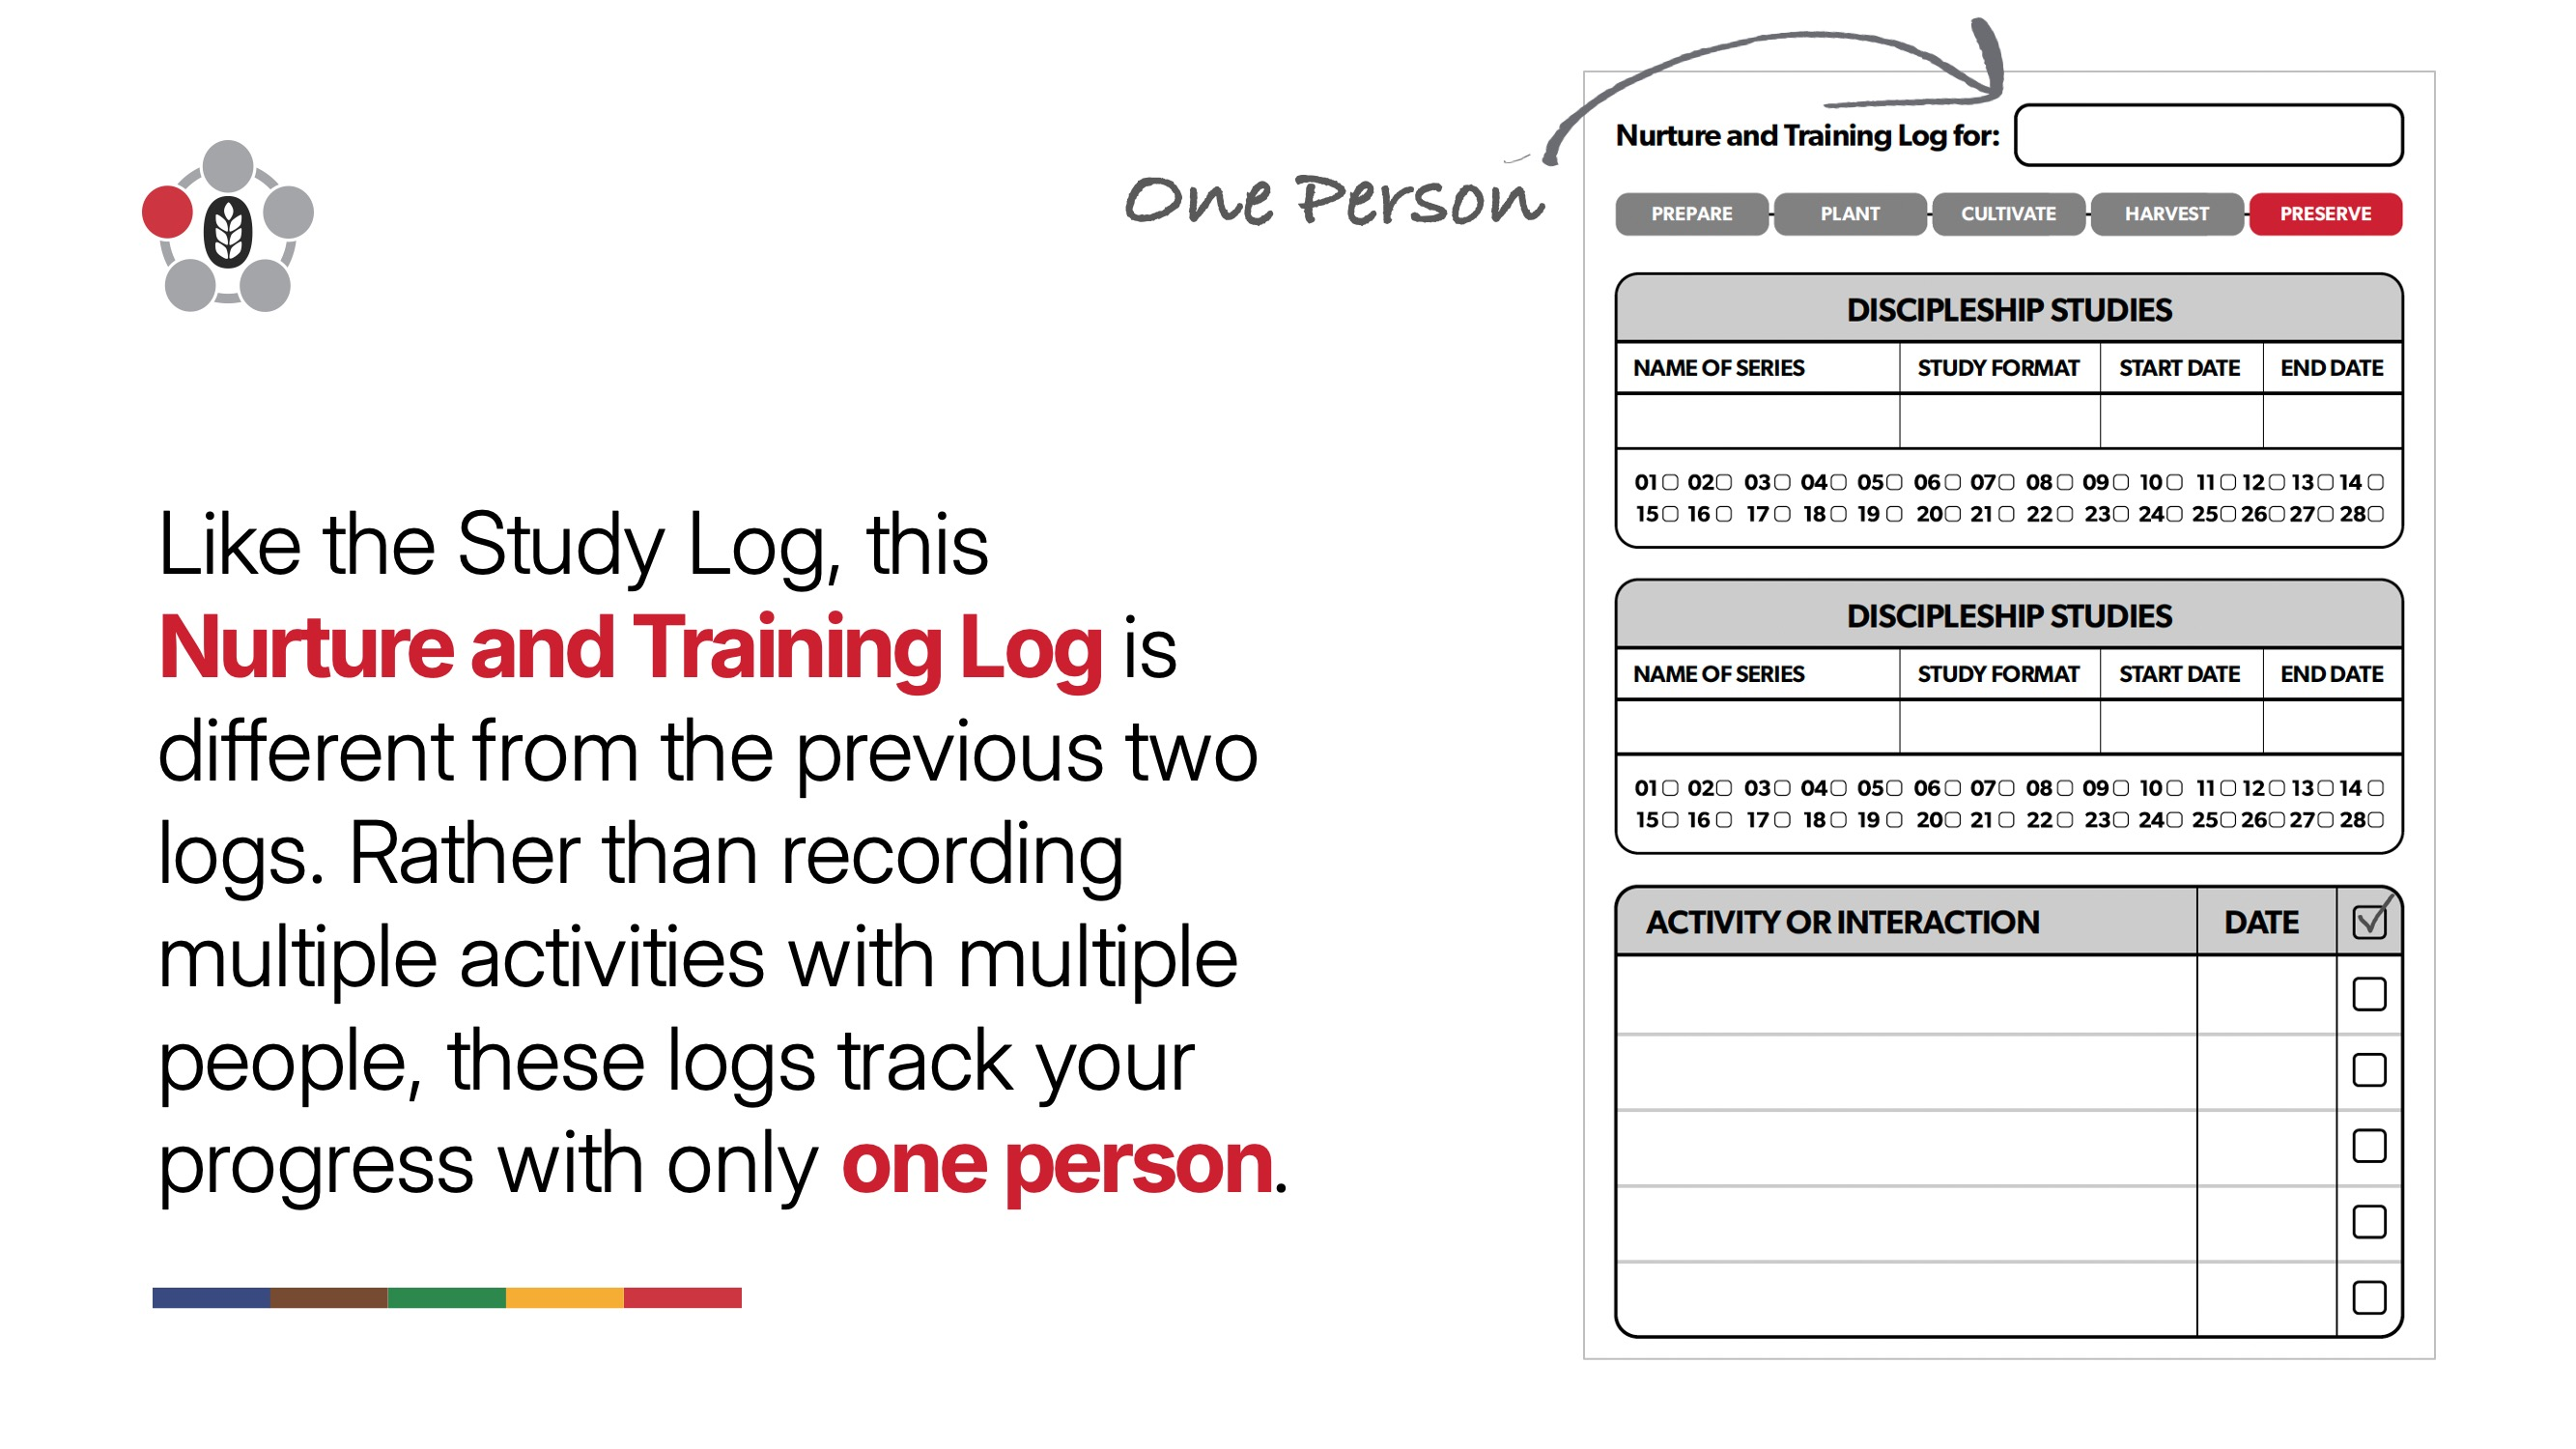 One Person
Like the Study Log, this
Nurture and Training Log is
different from the previous two
logs. Rather than recording
multiple activities with multiple
people, these logs track your
progress with only one person.
Nurture and Training Log for:
PREPARE PLANT CULTIVATE HARVEST PRESERVE
DISCIPLESHIP STUDIES
NAME OF SERIES STUDY FORMAT START DATE END DATE
01 02 03 04 05 06 07 08 09 10 11 12 13 14
15 16 17 18 19 20 21 22 23 24 25 26 27 28
DISCIPLESHIP STUDIES
NAME OF SERIES STUDY FORMAT START DATE END DATE
01 02 03 04 05 06 07 08 09 10 11 12 13 14
15 16 17 18 19 20 21 22 23 24 25 26 27 28
ACTIVITY OR INTERACTION DATE